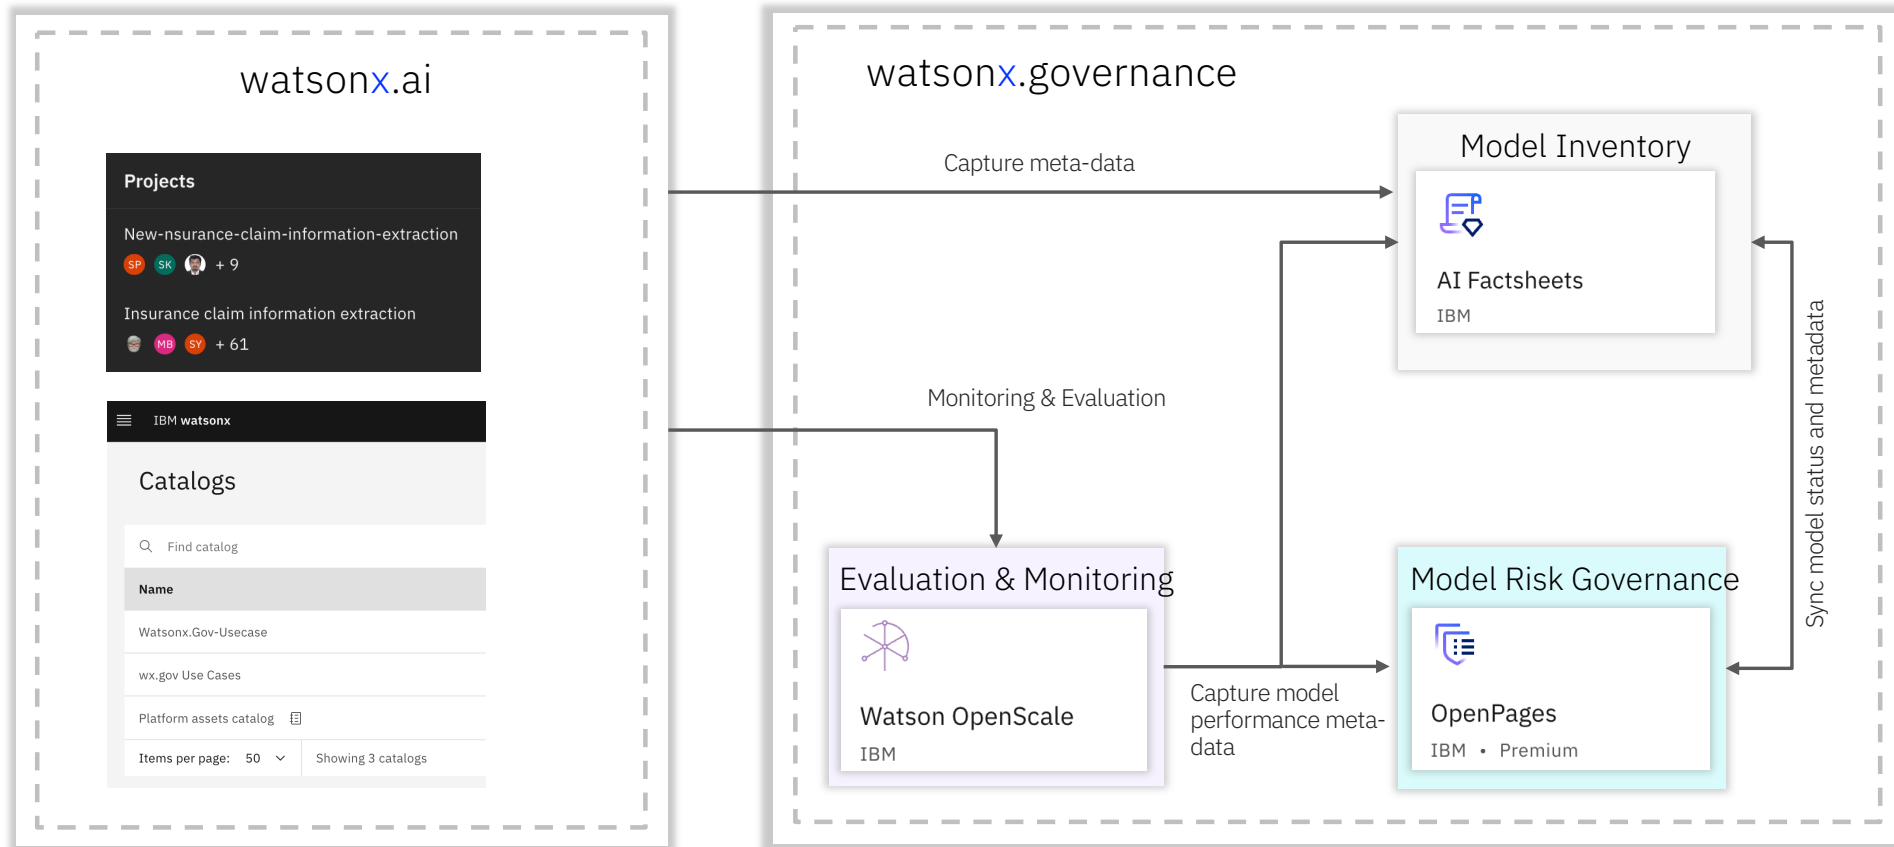 watsonx.ai
Projects
New-nsurance-claim-information-extraction
SP SK + 9
Insurance claim information extraction
MB SY + 61
IBM watsonx
Catalogs
Find catalog
Name
Watsonx.Gov-Usecase
wx.gov Use Cases
Platform assets catalog
Items per page: 50 Showing 3 catalogs
watsonx.governance
Capture meta-data
Model Inventory
AI Factsheets
IBM
Monitoring & Evaluation
Sync model status and metadata
Evaluation & Monitoring
Watson OpenScale
IBM
Capture model
performance meta-
data
Model Risk Governance
OpenPages
IBM • Premium